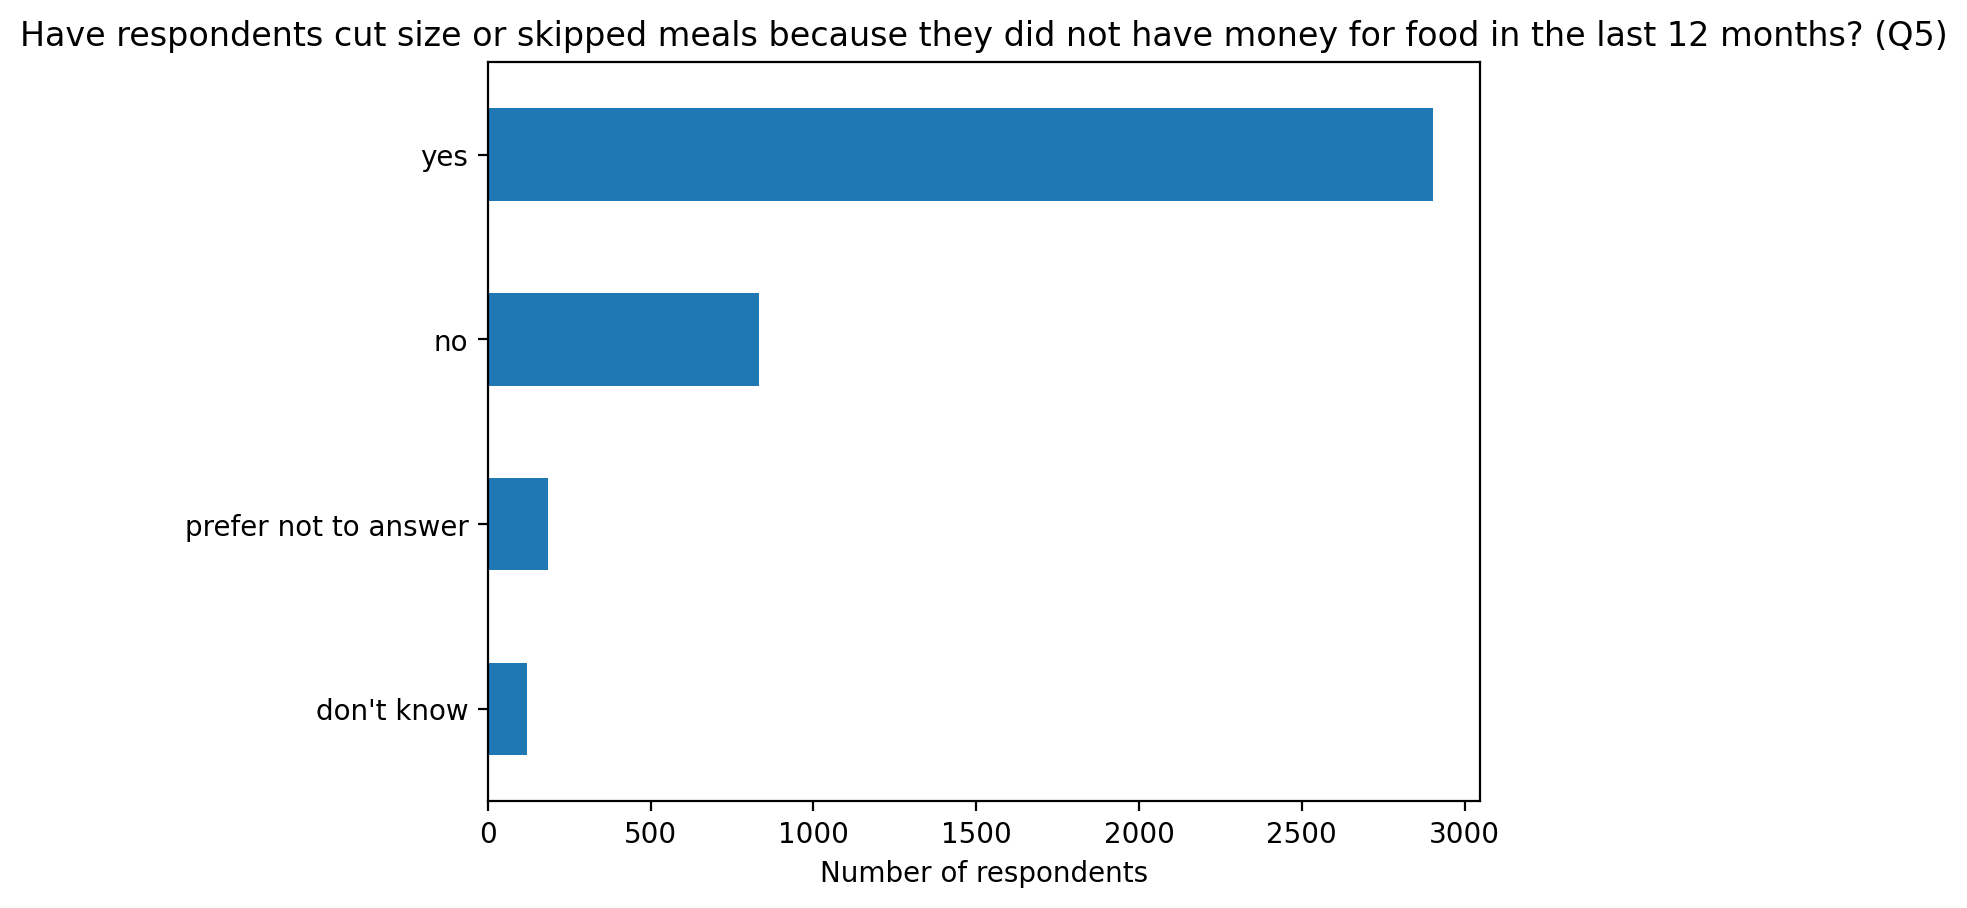 Have respondents cut size or skipped meals because they did not have money for food in the last 12 months? (Q5)
yes
no
prefer not to answer
don't know
0 500 1000 1500 2000 2500 3000
Number of respondents